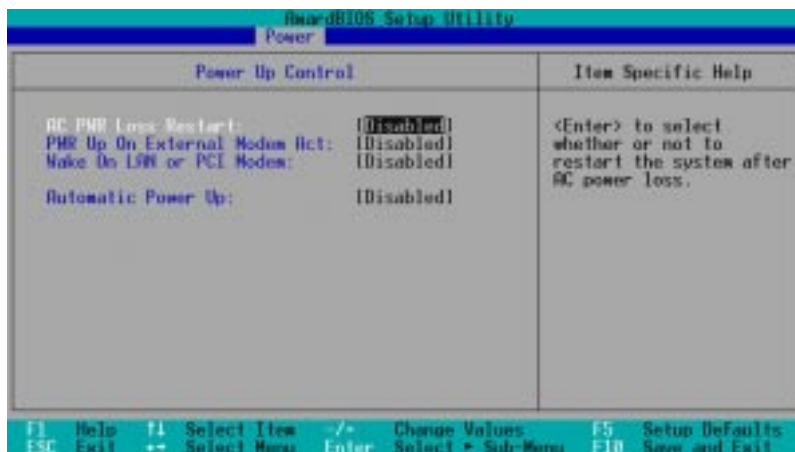 AwardBIOS Setup Utility
Power
Power Up Control
Item Specific Help
AC PWR Loss Restart: [Disabled]
PWR Up On External Modem Act: [Disabled]
Wake On LAN or PCI Modem: [Disabled]
Automatic Power Up: [Disabled]
<Enter> to select
whether or not to
restart the system after
AC power loss.
F1 Help ↑↓ Select Item -/+ Change Values F5 Setup Defaults
ESC Exit ←→ Select Menu Enter Select ► Sub-Menu F10 Save and Exit